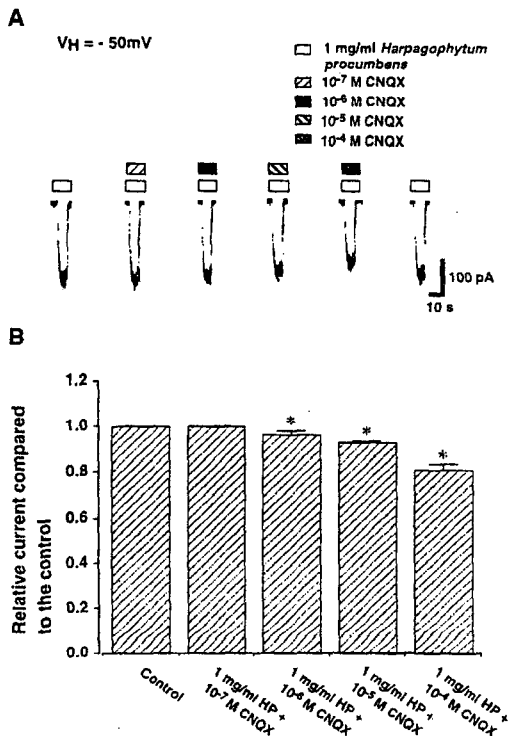 A
VH = - 50mV
1 mg/ml Harpagophytum
procumbens
10-7 M CNQX
10-6 M CNQX
10-5 M CNQX
10-4 M CNQX
100 pA
10 s
B
Relative current compared
to the control
1.2
1.0
0.8
0.6
0.4
0.2
0.0
*
*
*
Control
1 mg/ml HP +
10-7 M CNQX
1 mg/ml HP +
10-6 M CNQX
1 mg/ml HP +
10-5 M CNQX
1 mg/ml HP +
10-4 M CNQX